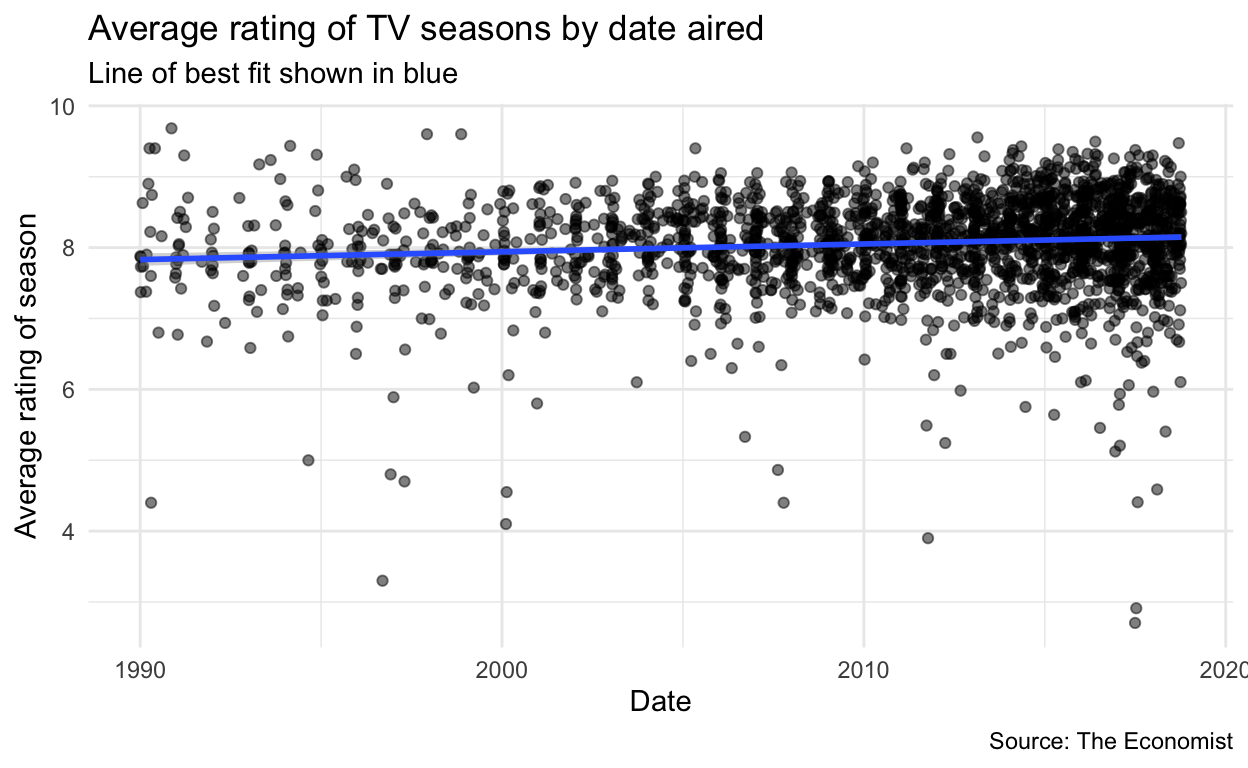 Average rating of TV seasons by date aired
Line of best fit shown in blue
Average rating of season
10
8
6
4
1990
2000
2010
2020
Date
Source: The Economist